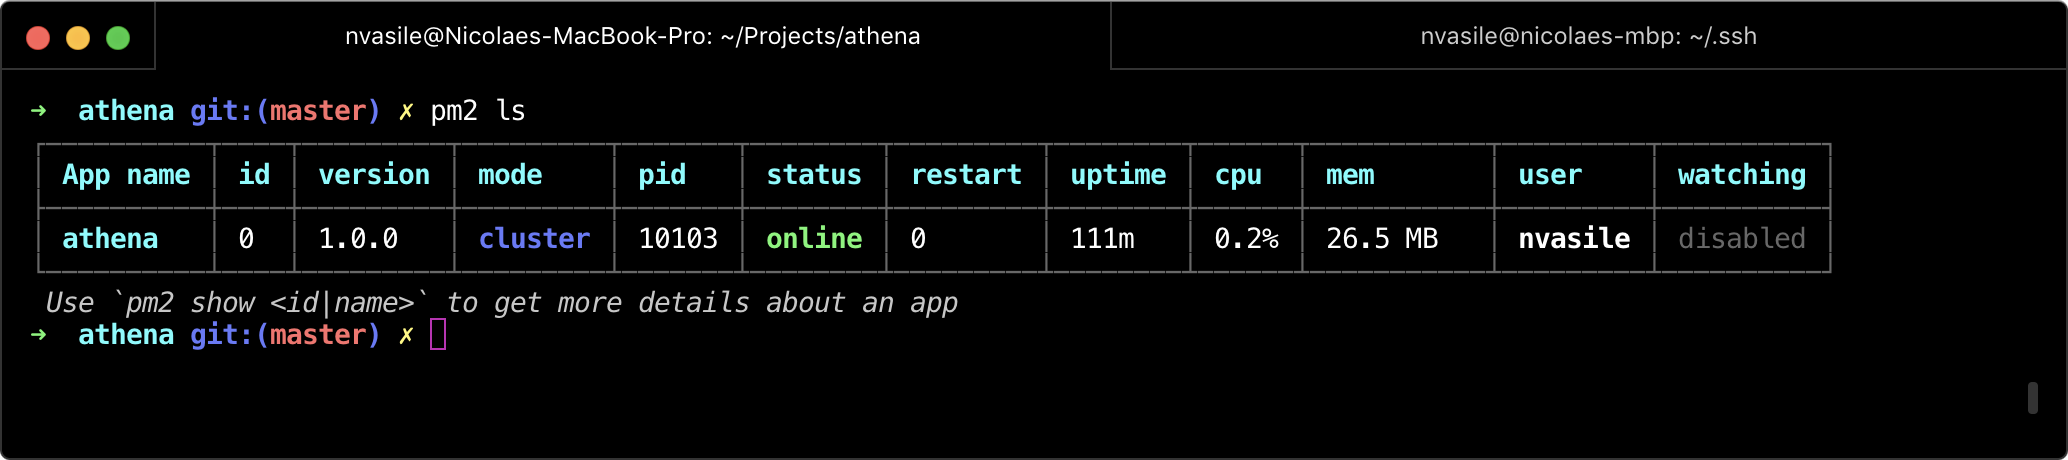 nvasile@Nicolaes-MacBook-Pro: ~/Projects/athena
nvasile@nicolaes-mbp: ~/.ssh
➜ athena git:(master) ✗ pm2 ls
App name id version mode pid status restart uptime cpu mem user watching
athena 0 1.0.0 cluster 10103 online 0 111m 0.2% 26.5 MB nvasile disabled
Use `pm2 show <id|name>` to get more details about an app
➜ athena git:(master) ✗